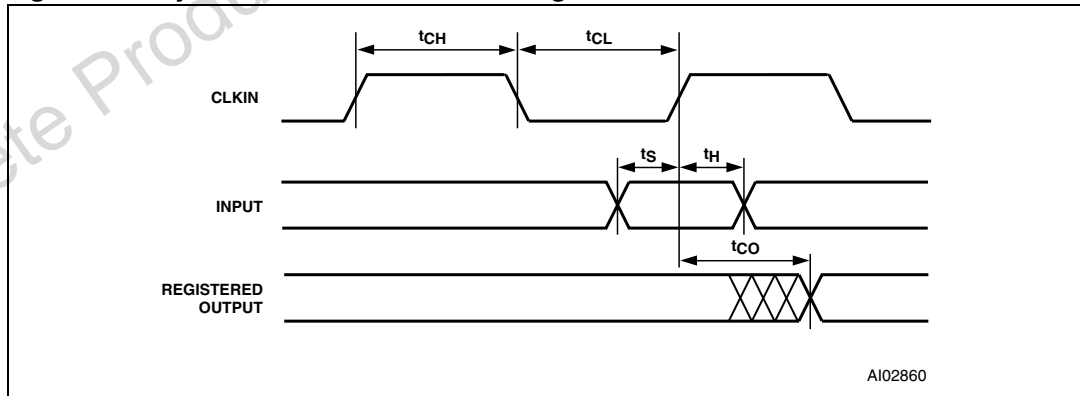 tCH
tCL
CLKIN
tS
tH
INPUT
tCO
REGISTERED
OUTPUT
AI02860